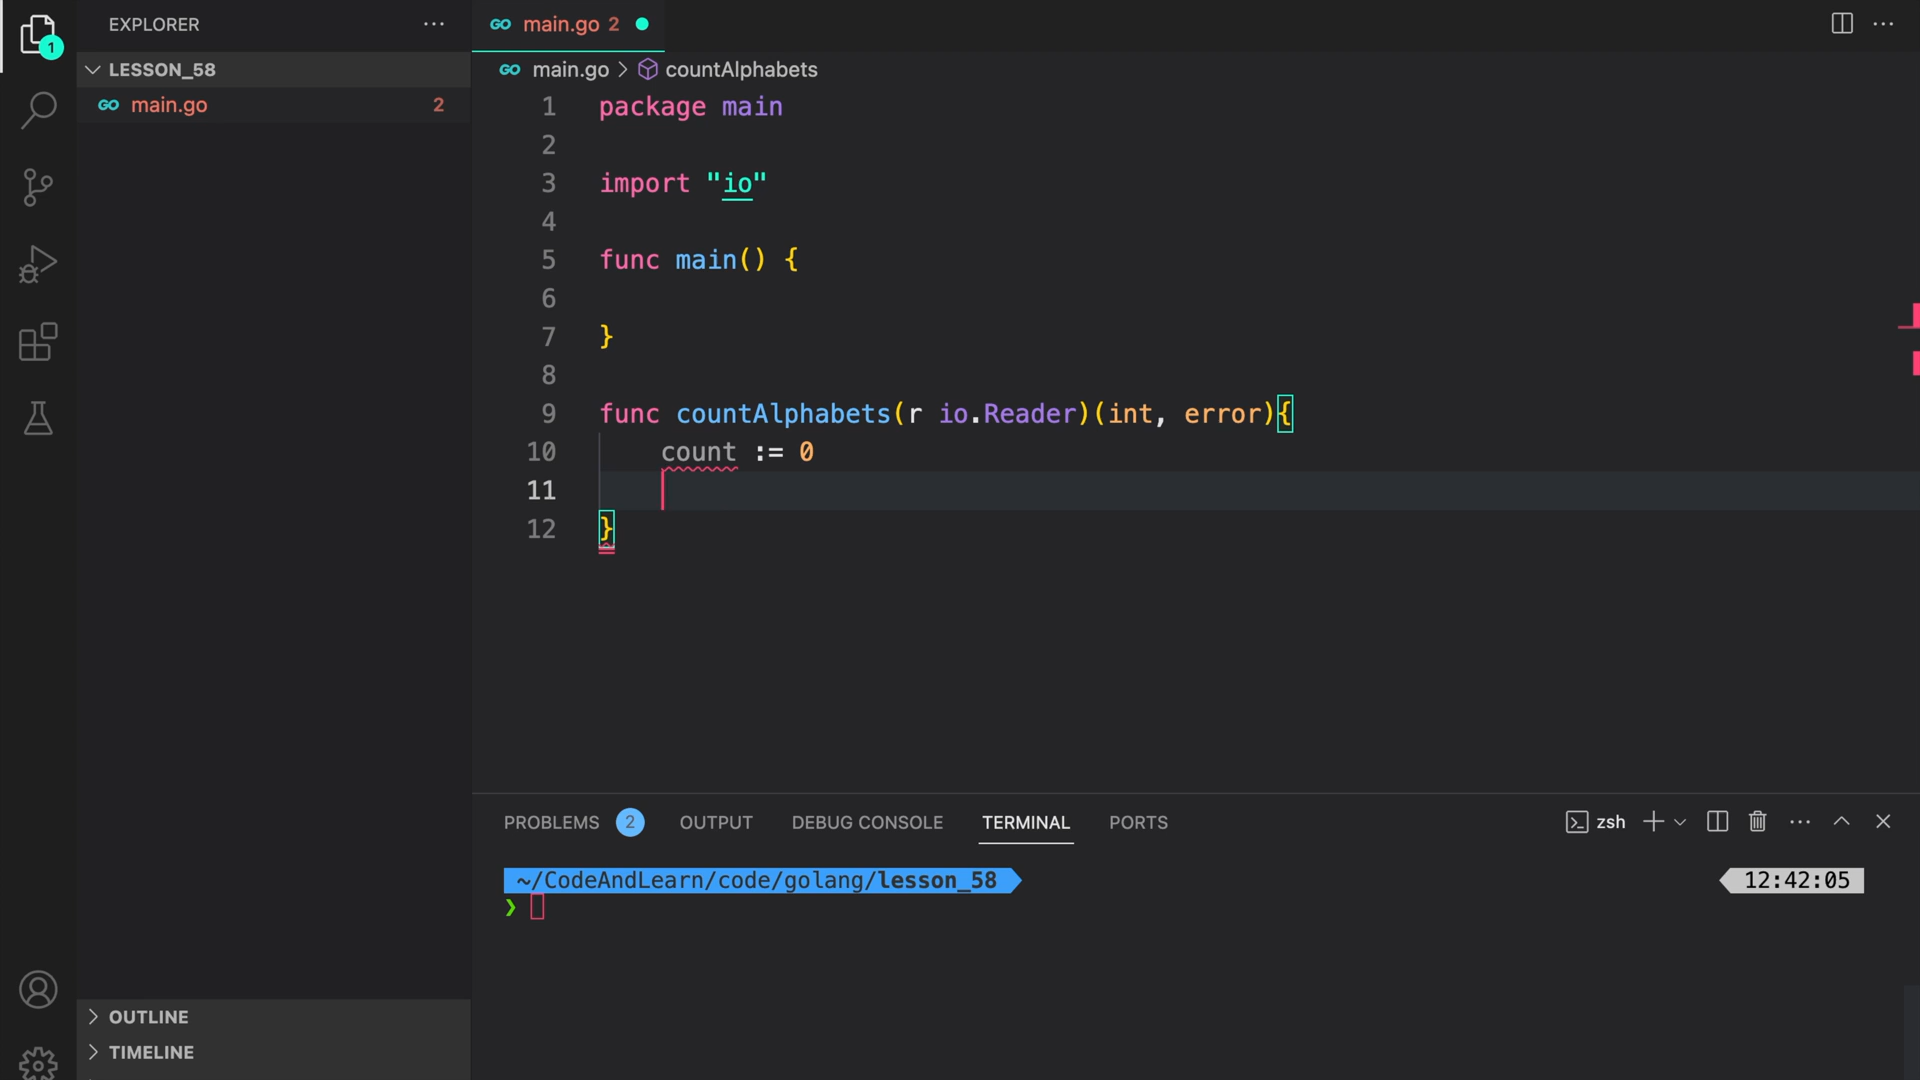 EXPLORER
LESSON_58
main.go 2
1
OUTLINE
TIMELINE
main.go 2
main.go > countAlphabets
1 package main
2
3 import "io"
4
5 func main() {
6
7 }
8
9 func countAlphabets(r io.Reader)(int, error){
10 count := 0
11
12 }
PROBLEMS 2 OUTPUT DEBUG CONSOLE TERMINAL PORTS
zsh
~/CodeAndLearn/code/golang/lesson_58
12:42:05
❯